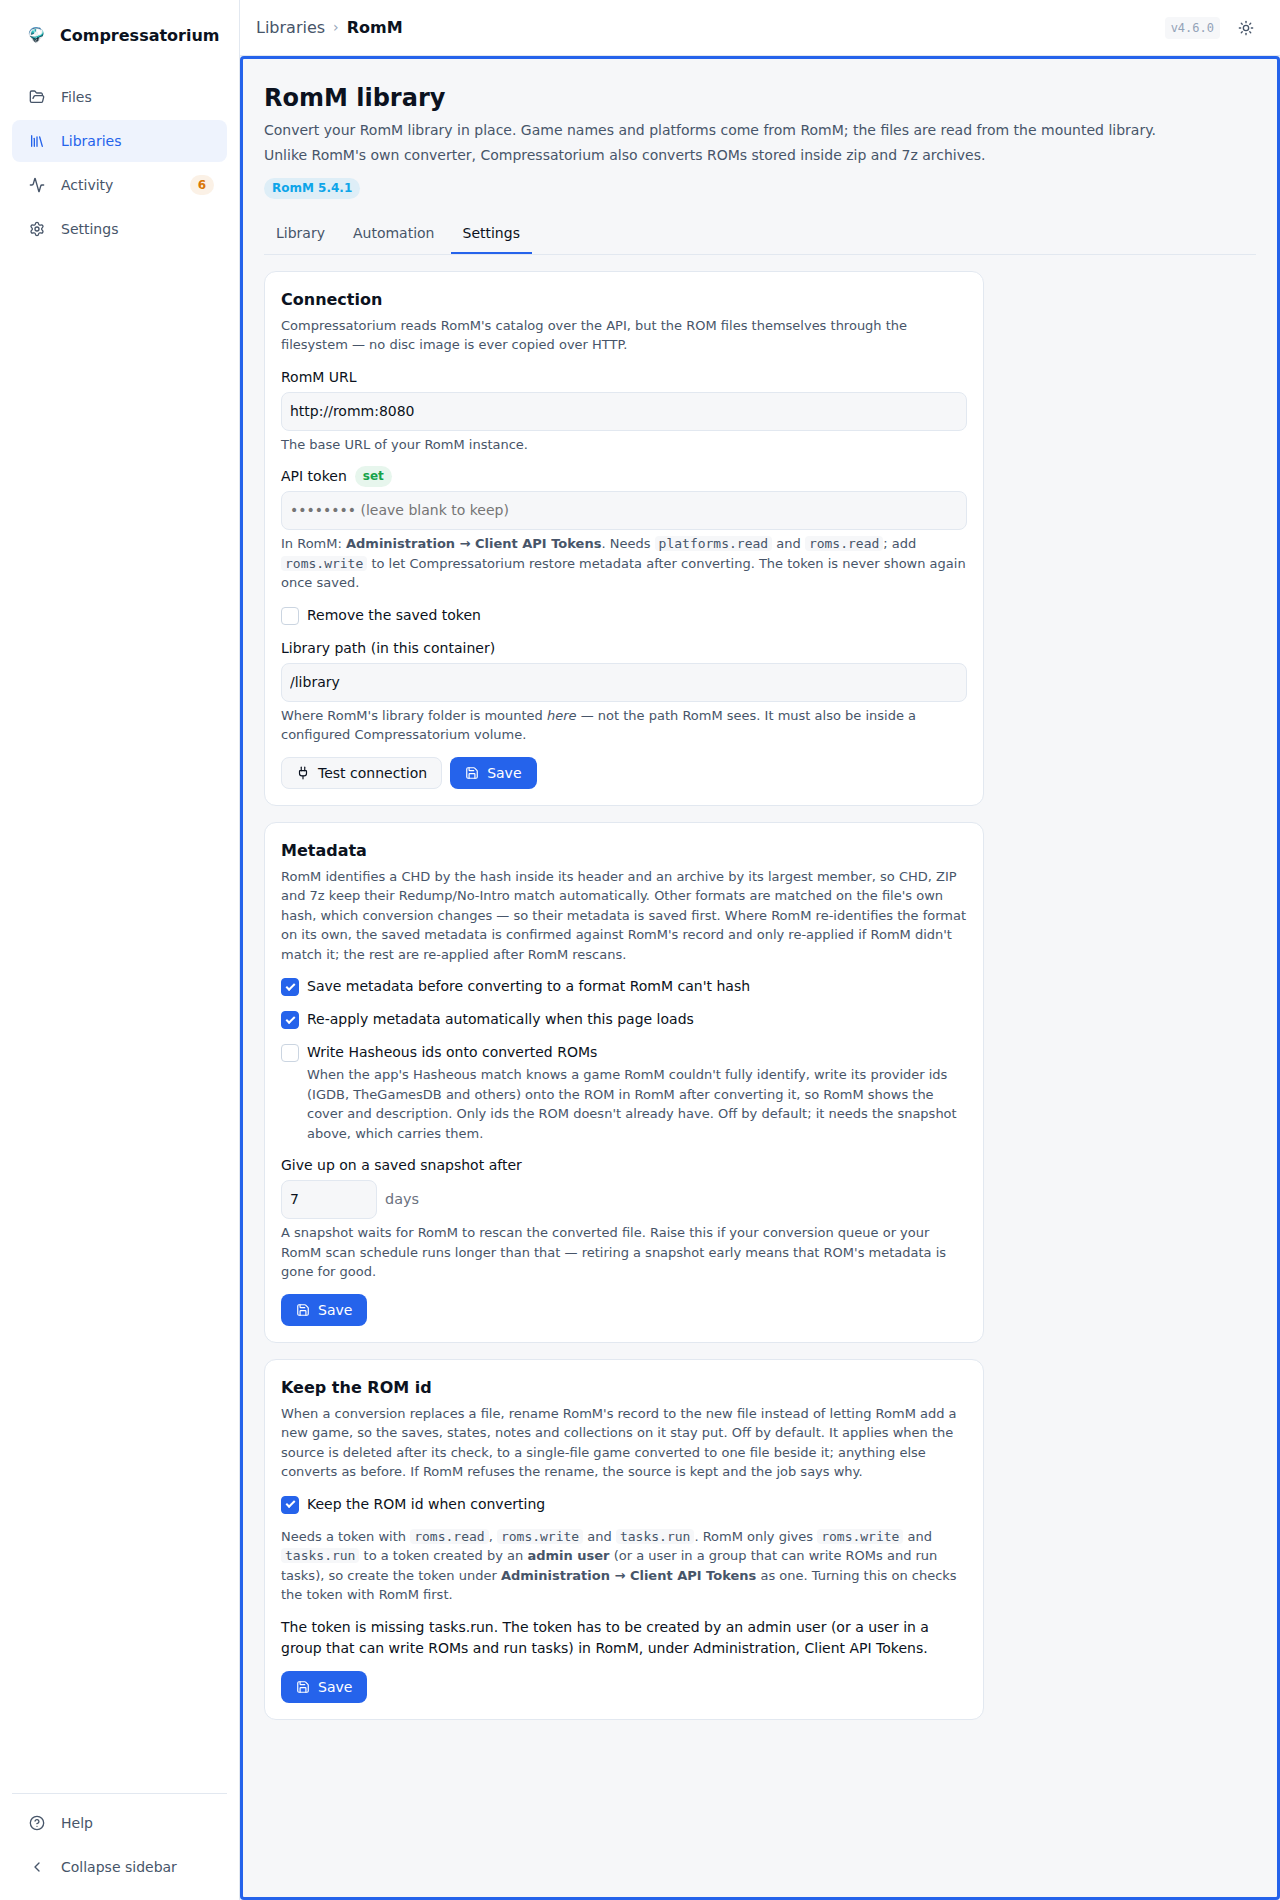 Compressatorium
Files
Libraries
Activity 6
Settings
Help
Collapse sidebar
Libraries › RomM
v4.6.0
RomM library
Convert your RomM library in place. Game names and platforms come from RomM; the files are read from the mounted library.
Unlike RomM's own converter, Compressatorium also converts ROMs stored inside zip and 7z archives.
RomM 5.4.1
Library Automation Settings
Connection
Compressatorium reads RomM's catalog over the API, but the ROM files themselves through the
filesystem — no disc image is ever copied over HTTP.
RomM URL
http://romm:8080
The base URL of your RomM instance.
API token set
•••••••• (leave blank to keep)
In RomM: Administration → Client API Tokens. Needs platforms.read and roms.read; add
roms.write to let Compressatorium restore metadata after converting. The token is never shown again
once saved.
Remove the saved token
Library path (in this container)
/library
Where RomM's library folder is mounted here — not the path RomM sees. It must also be inside a
configured Compressatorium volume.
Test connection Save
Metadata
RomM identifies a CHD by the hash inside its header and an archive by its largest member, so CHD, ZIP
and 7z keep their Redump/No-Intro match automatically. Other formats are matched on the file's own
hash, which conversion changes — so their metadata is saved first. Where RomM re-identifies the format
on its own, the saved metadata is confirmed against RomM's record and only re-applied if RomM didn't
match it; the rest are re-applied after RomM rescans.
Save metadata before converting to a format RomM can't hash
Re-apply metadata automatically when this page loads
Write Hasheous ids onto converted ROMs
When the app's Hasheous match knows a game RomM couldn't fully identify, write its provider ids
(IGDB, TheGamesDB and others) onto the ROM in RomM after converting it, so RomM shows the
cover and description. Only ids the ROM doesn't already have. Off by default; it needs the snapshot
above, which carries them.
Give up on a saved snapshot after
7 days
A snapshot waits for RomM to rescan the converted file. Raise this if your conversion queue or your
RomM scan schedule runs longer than that — retiring a snapshot early means that ROM's metadata is
gone for good.
Save
Keep the ROM id
When a conversion replaces a file, rename RomM's record to the new file instead of letting RomM add a
new game, so the saves, states, notes and collections on it stay put. Off by default. It applies when the
source is deleted after its check, to a single-file game converted to one file beside it; anything else
converts as before. If RomM refuses the rename, the source is kept and the job says why.
Keep the ROM id when converting
Needs a token with roms.read, roms.write and tasks.run. RomM only gives roms.write and
tasks.run to a token created by an admin user (or a user in a group that can write ROMs and run
tasks), so create the token under Administration → Client API Tokens as one. Turning this on checks
the token with RomM first.
The token is missing tasks.run. The token has to be created by an admin user (or a user in a
group that can write ROMs and run tasks) in RomM, under Administration, Client API Tokens.
Save